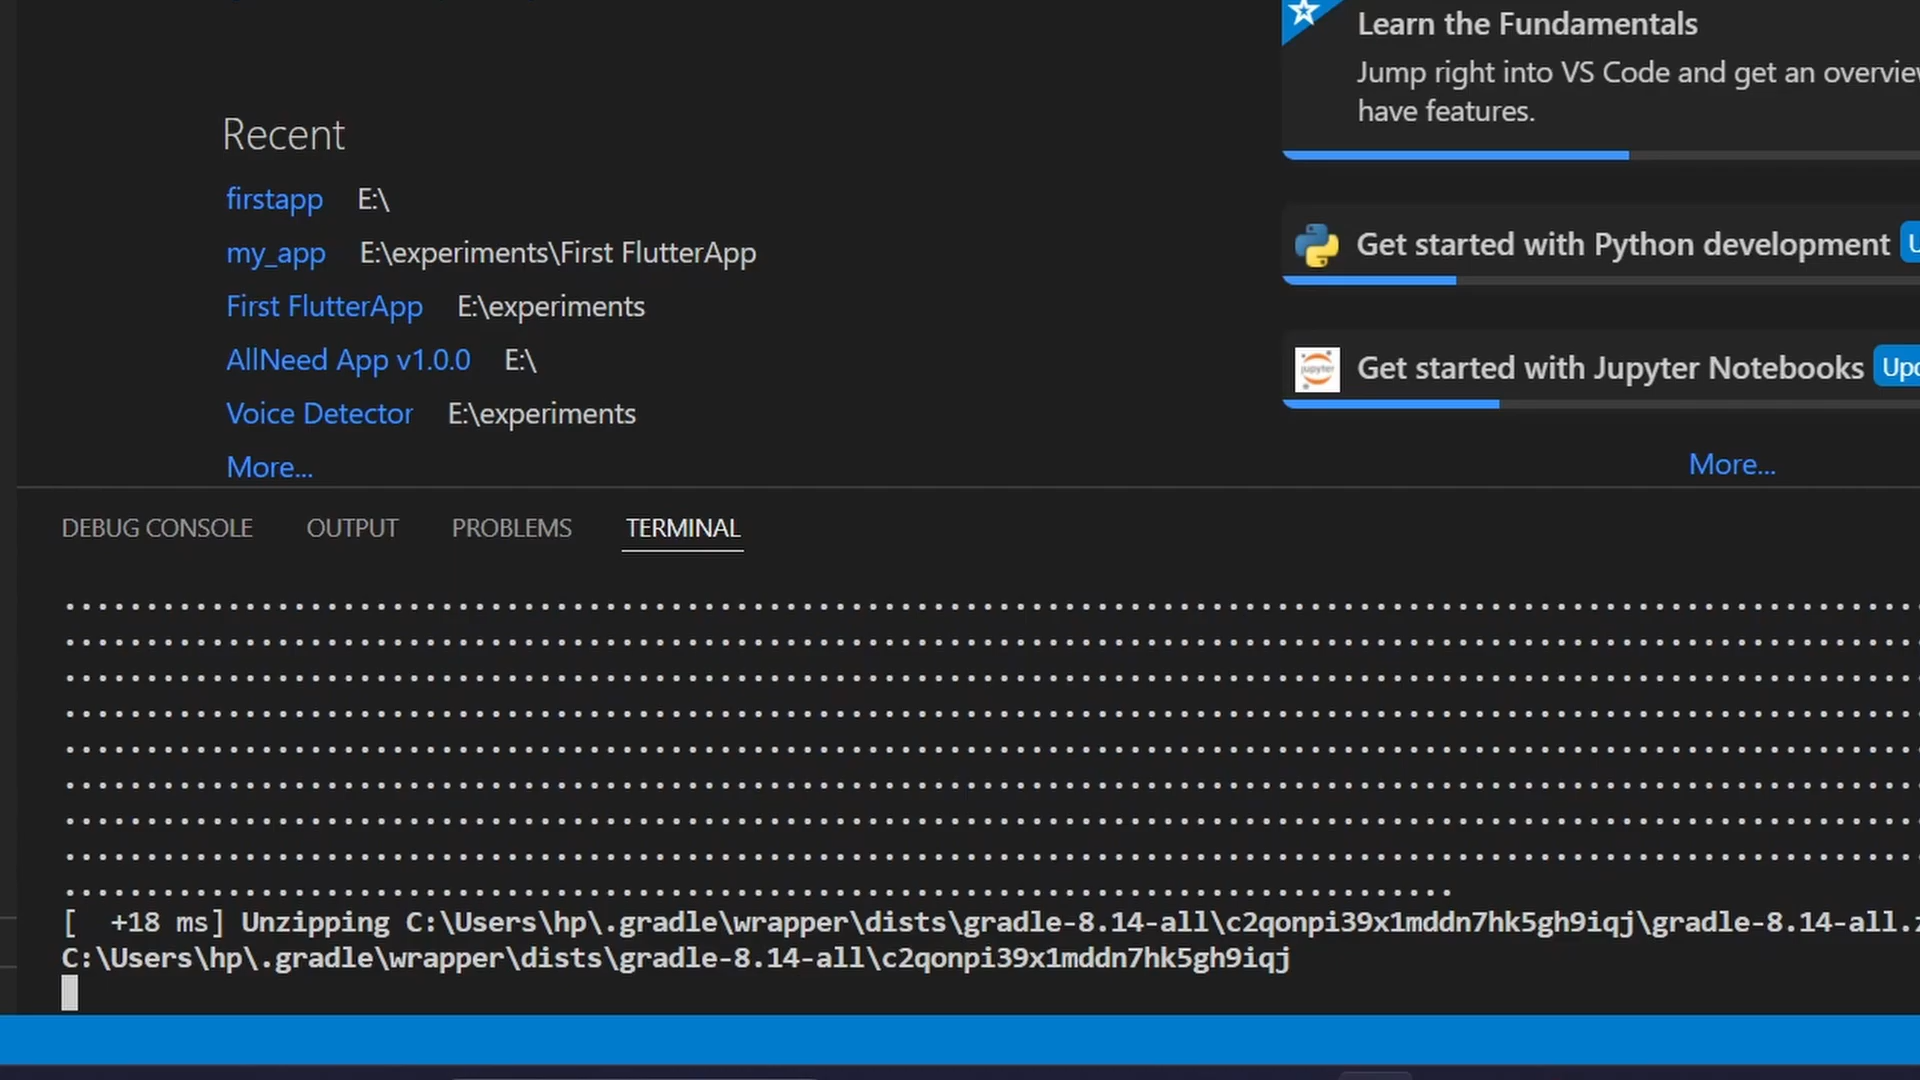 Learn the Fundamentals
Jump right into VS Code and get an overview
have features.
Recent
firstapp E:\
my_app E:\experiments\First FlutterApp
First FlutterApp E:\experiments
AllNeed App v1.0.0 E:\
Voice Detector E:\experiments
More...
Get started with Python development
jupyter
Get started with Jupyter Notebooks
More...
DEBUG CONSOLE OUTPUT PROBLEMS TERMINAL
[  +18 ms] Unzipping C:\Users\hp\.gradle\wrapper\dists\gradle-8.14-all\c2qonpi39x1mddn7hk5gh9iqj\gradle-8.14-all.z
C:\Users\hp\.gradle\wrapper\dists\gradle-8.14-all\c2qonpi39x1mddn7hk5gh9iqj